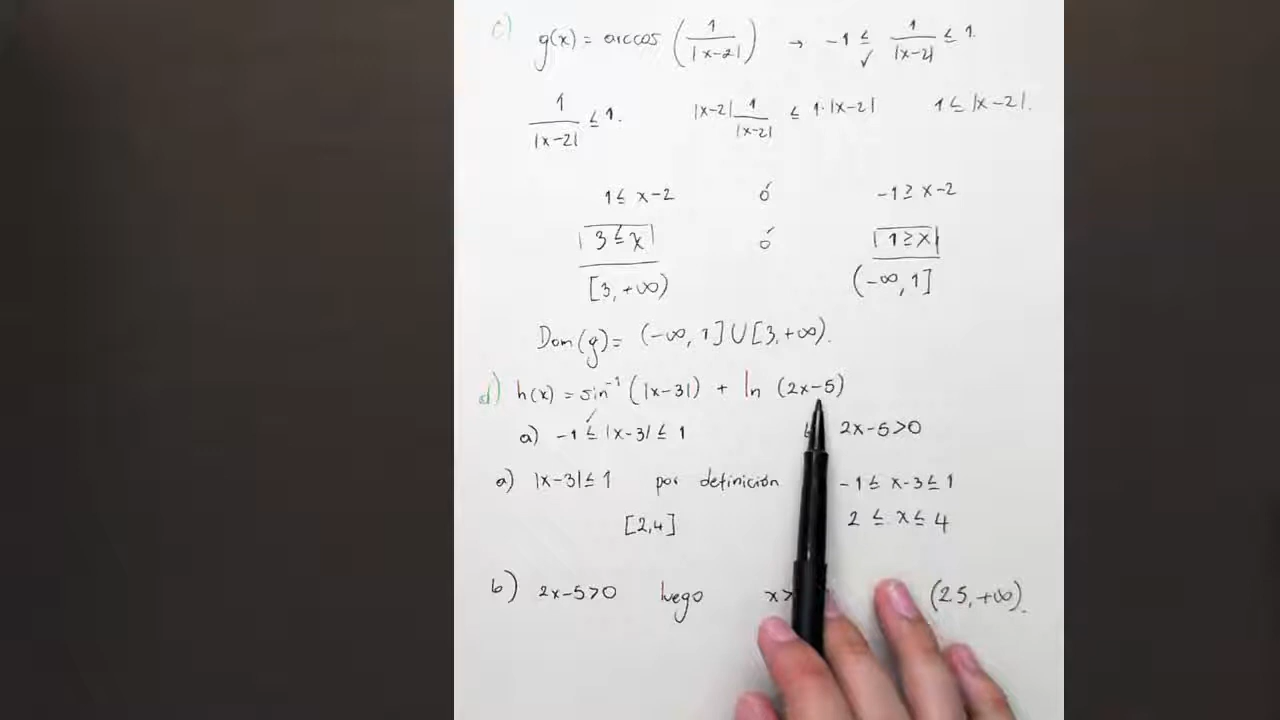 c) g(x) = arccos (1/|x-2|) → -1 ≤ 1/|x-2| ≤ 1.
1/|x-2| ≤ 1. |x-2| 1/|x-2| ≤ 1·|x-2| 1 ≤ |x-2|.
1 ≤ x-2 ó -1 ≥ x-2
3 ≤ x ó 1 ≥ x
[3, +∞) (-∞, 1]
Dom(g) = (-∞, 1] U [3, +∞).
d) h(x) = sin⁻¹ (|x-3|) + ln (2x-5)
a) -1 ≤ |x-3| ≤ 1 2x-5>0
a) |x-3| ≤ 1 por definición -1 ≤ x-3 ≤ 1
[2,4] 2 ≤ x ≤ 4
b) 2x-5>0 luego x> (25, +∞).